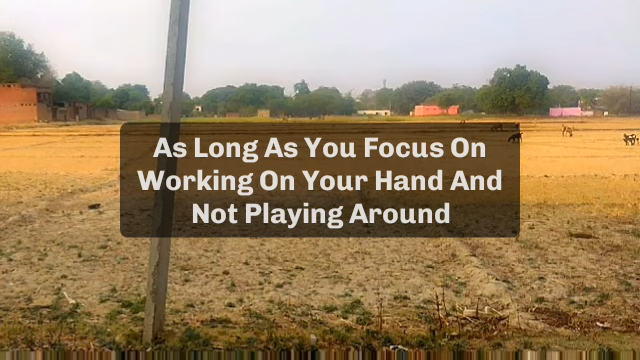 As Long As You Focus On
Working On Your Hand And
Not Playing Around